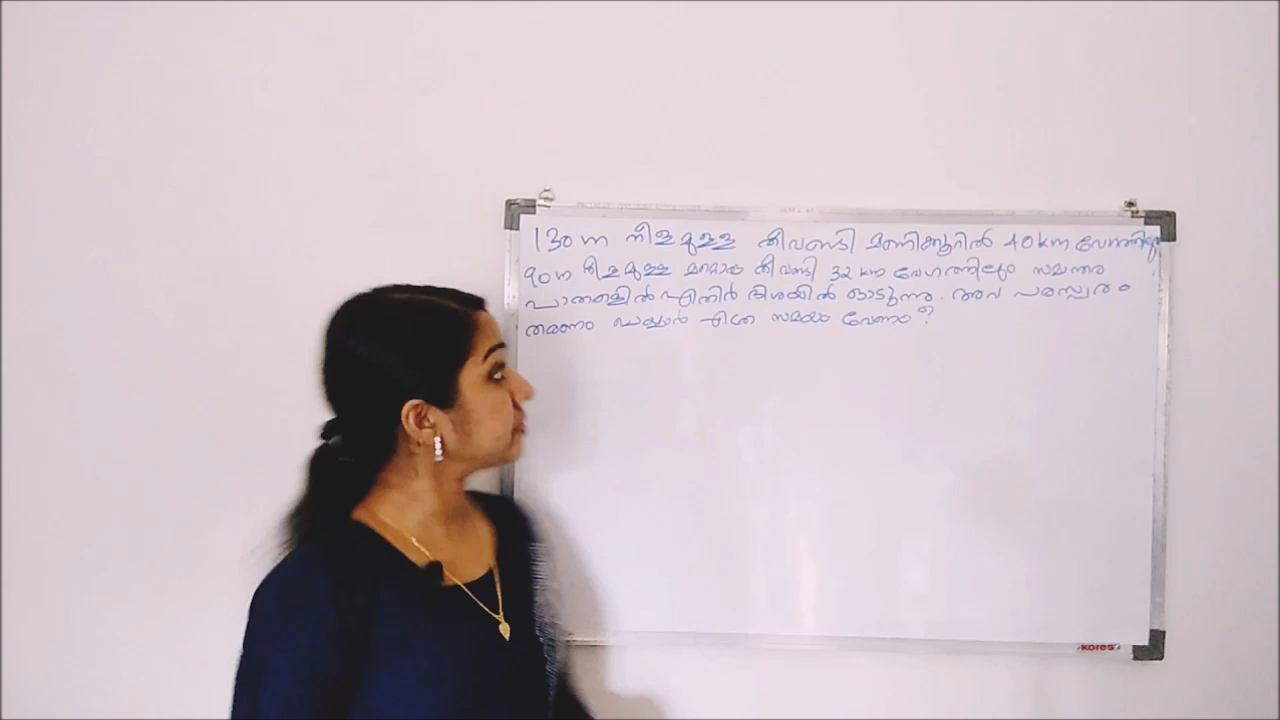 130 m നീളമുള്ള തീവണ്ടി മണിക്കൂറിൽ 40 km വേഗത്തിലും
90 m നീളമുള്ള മറ്റൊരു തീവണ്ടി 32 km വേഗത്തിലും സമാന്തര
പാതകളിൽ എതിർ ദിശയിൽ ഓടുന്നു. അവ പരസ്പരം
തരണം ചെയ്യാൻ എത്ര സമയം വേണം?
kores